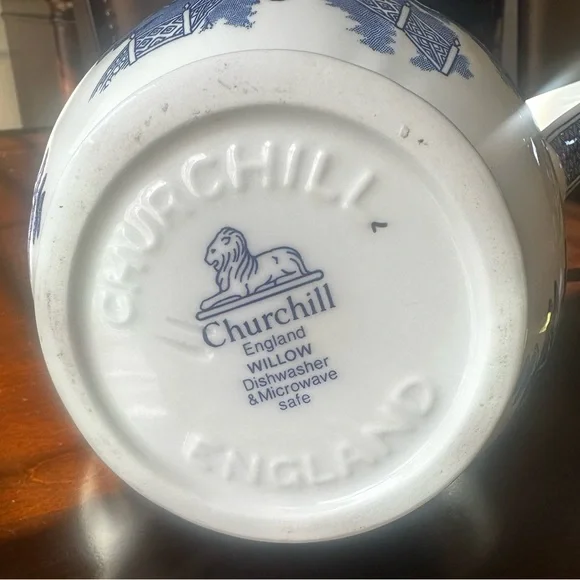 CHURCHILL
Churchill
England
WILLOW
Dishwasher
& Microwave
safe
ENGLAND